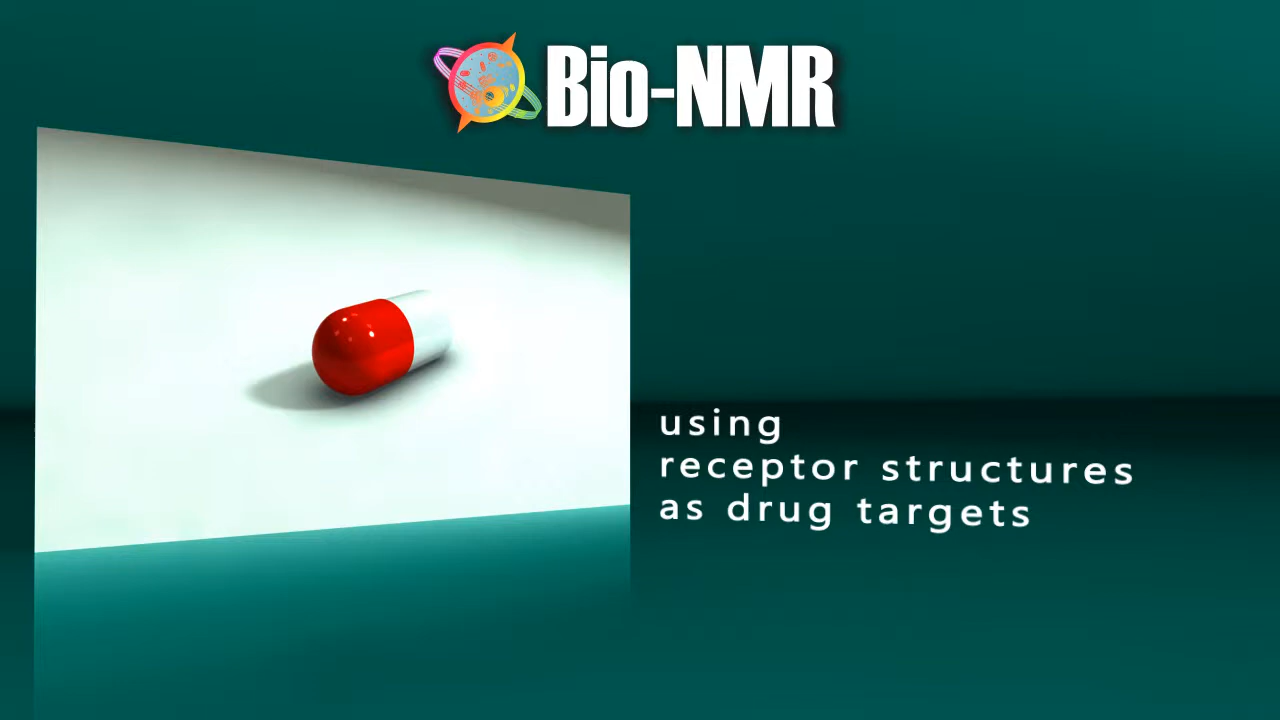 Bio-NMR
using
receptor structures
as drug targets